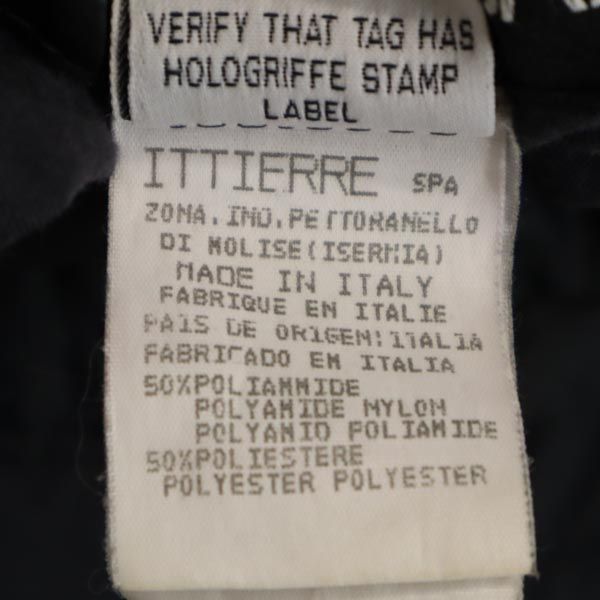 VERIFY THAT TAG HAS
HOLOGRIFFE STAMP
LABEL
ITTIERRE SPA
ZONA.IND.PETTORANELLO
DI MOLISE(ISERNIA)
MADE IN ITALY
FABRIQUE EN ITALIE
PAIS DE ORIGEN:ITALIA
FABRICADO EM ITALIA
50%POLIAMMIDE
POLYAMIDE NYLON
POLYAMID POLIAMIDE
50%POLIESTERE
POLYESTER POLYESTER